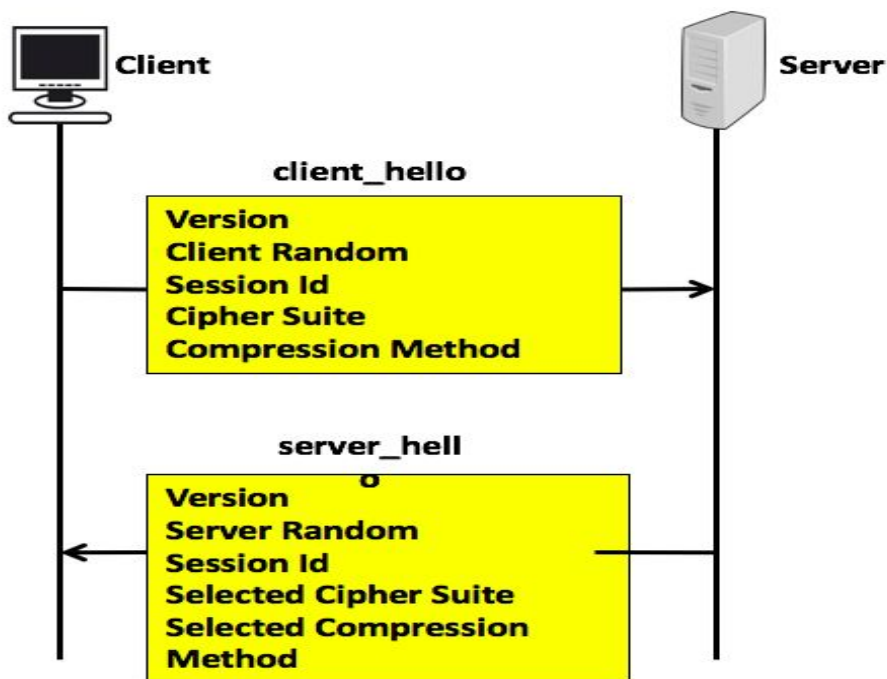 Client
Server
client_hello
Version
Client Random
Session Id
Cipher Suite
Compression Method
server_hell
o
Version
Server Random
Session Id
Selected Cipher Suite
Selected Compression
Method